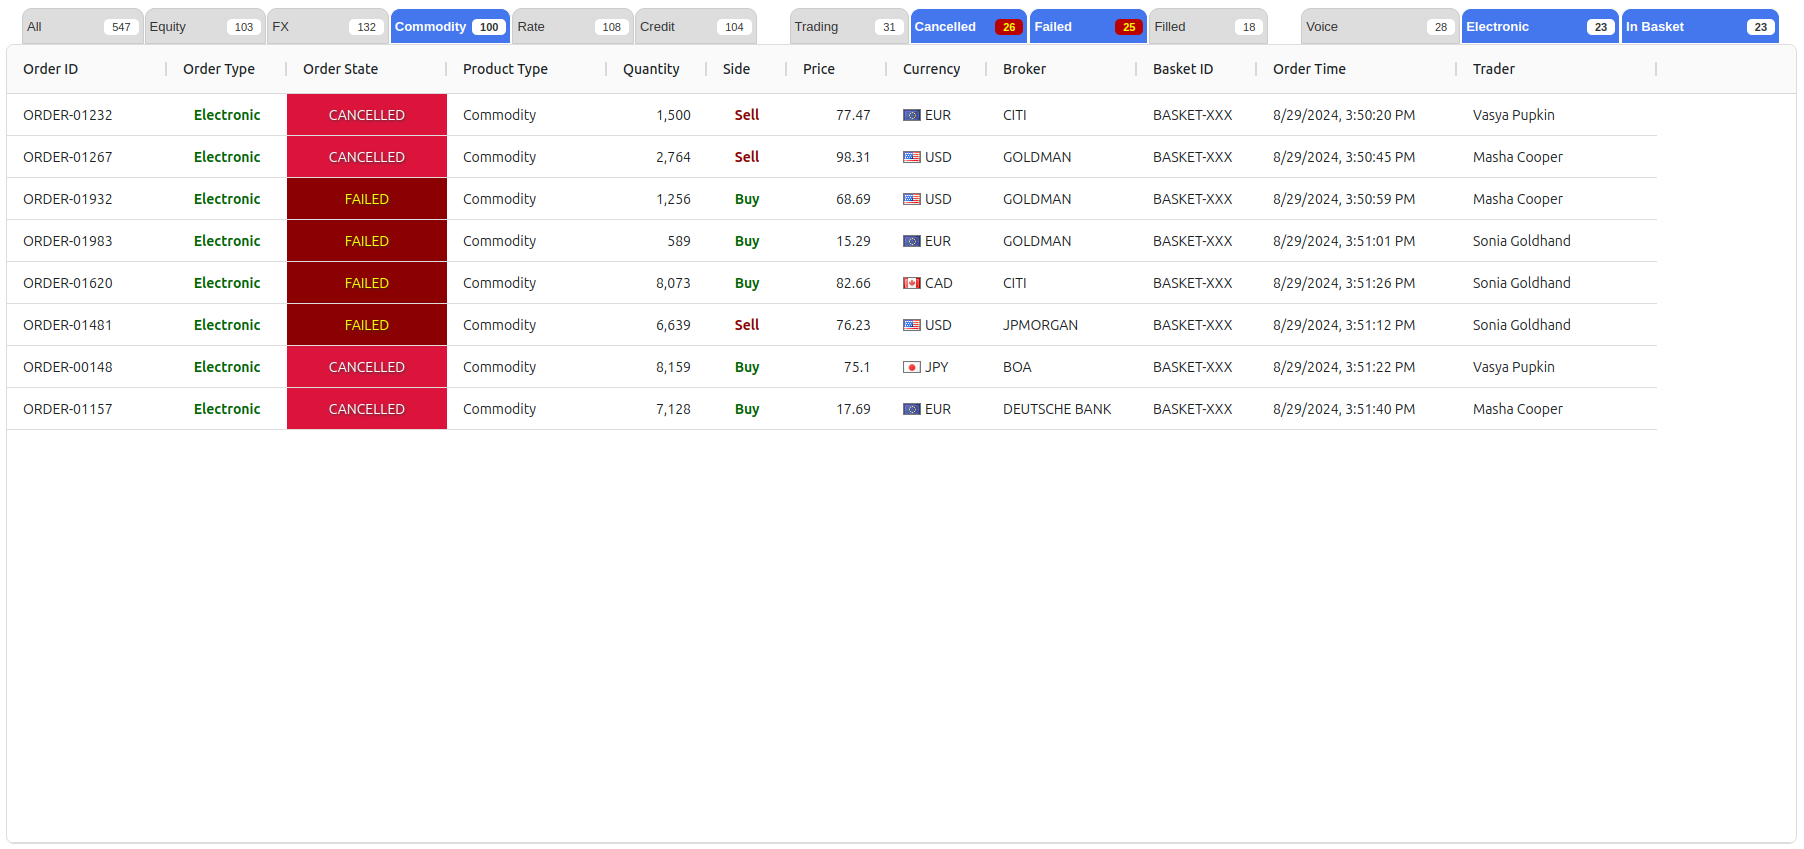 All 547 Equity 103 FX 132 Commodity 100 Rate 108 Credit 104 Trading 31 Cancelled 26 Failed 25 Filled 18 Voice 28 Electronic 23 In Basket 23
Order ID Order Type Order State Product Type Quantity Side Price Currency Broker Basket ID Order Time Trader
ORDER-01232 Electronic CANCELLED Commodity 1,500 Sell 77.47 EUR CITI BASKET-XXX 8/29/2024, 3:50:20 PM Vasya Pupkin
ORDER-01267 Electronic CANCELLED Commodity 2,764 Sell 98.31 USD GOLDMAN BASKET-XXX 8/29/2024, 3:50:45 PM Masha Cooper
ORDER-01932 Electronic FAILED Commodity 1,256 Buy 68.69 USD GOLDMAN BASKET-XXX 8/29/2024, 3:50:59 PM Masha Cooper
ORDER-01983 Electronic FAILED Commodity 589 Buy 15.29 EUR GOLDMAN BASKET-XXX 8/29/2024, 3:51:01 PM Sonia Goldhand
ORDER-01620 Electronic FAILED Commodity 8,073 Buy 82.66 CAD CITI BASKET-XXX 8/29/2024, 3:51:26 PM Sonia Goldhand
ORDER-01481 Electronic FAILED Commodity 6,639 Sell 76.23 USD JPMORGAN BASKET-XXX 8/29/2024, 3:51:12 PM Sonia Goldhand
ORDER-00148 Electronic CANCELLED Commodity 8,159 Buy 75.1 JPY BOA BASKET-XXX 8/29/2024, 3:51:22 PM Vasya Pupkin
ORDER-01157 Electronic CANCELLED Commodity 7,128 Buy 17.69 EUR DEUTSCHE BANK BASKET-XXX 8/29/2024, 3:51:40 PM Masha Cooper